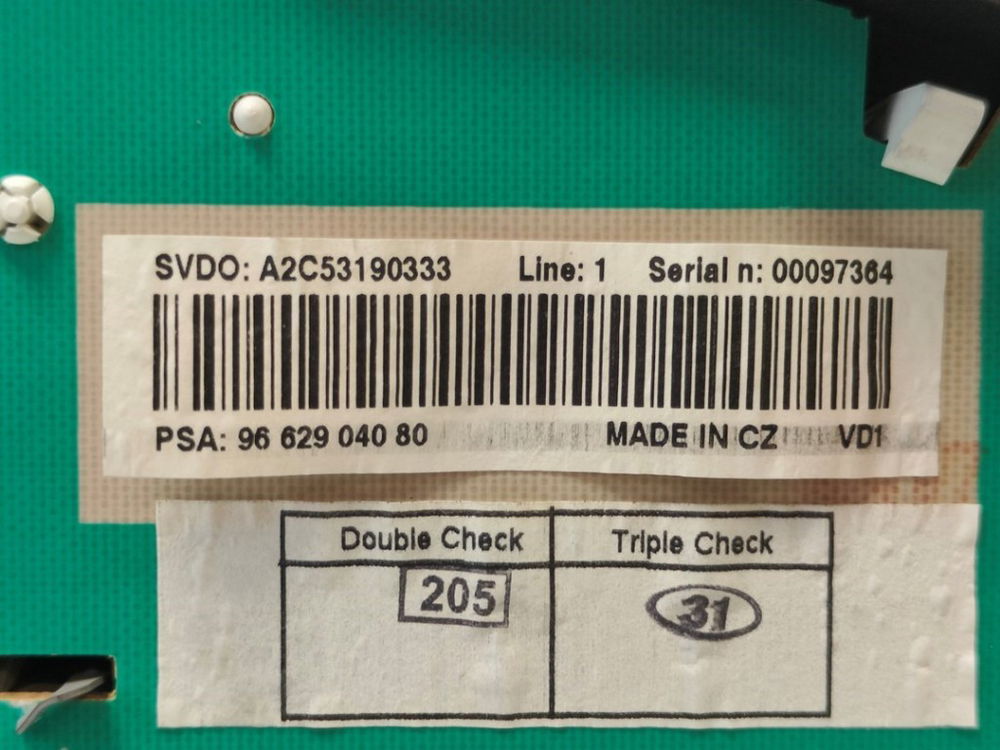 SVDO: A2C53190333 Line: 1 Serial n: 00097364
PSA: 96 629 040 80 MADE IN CZ VD1
Double Check Triple Check
205 31